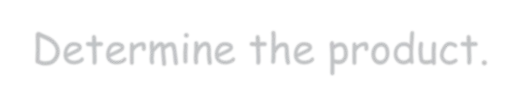 Determine the product.